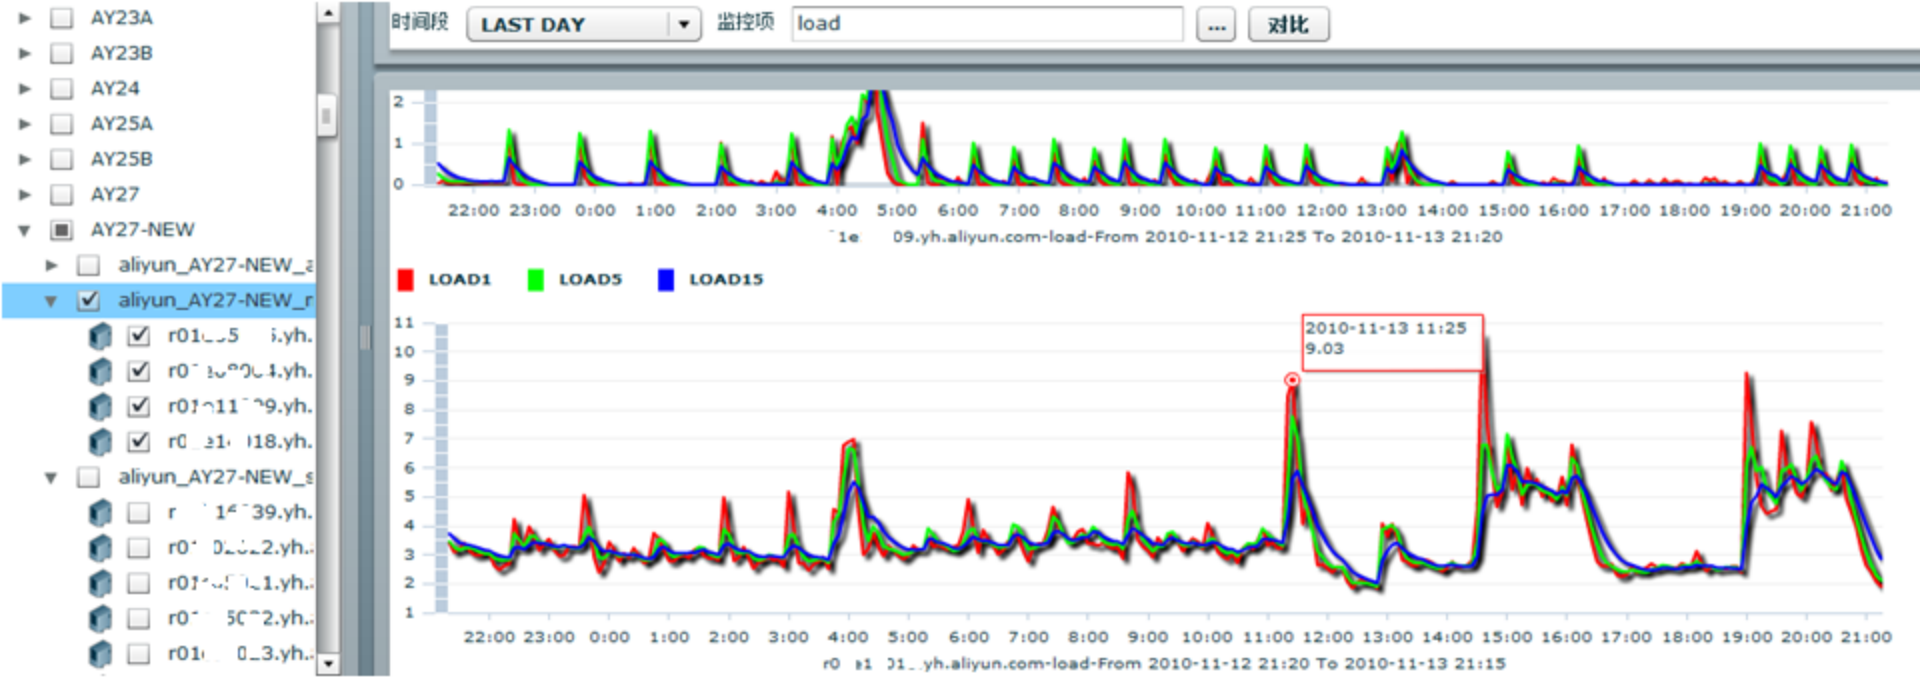 AY23A
AY23B
AY24
AY25A
AY25B
AY27
AY27-NEW
aliyun_AY27-NEW_
aliyun_AY27-NEW_r
aliyun_AY27-NEW_s
时间段 LAST DAY 监控项 load ... 对比
2
1
0
22:00 23:00 0:00 1:00 2:00 3:00 4:00 5:00 6:00 7:00 8:00 9:00 10:00 11:00 12:00 13:00 14:00 15:00 16:00 17:00 18:00 19:00 20:00 21:00
09.yh.aliyun.com-load-From 2010-11-12 21:25 To 2010-11-13 21:20
LOAD1 LOAD5 LOAD15
11
10
9
8
7
6
5
4
3
2
1
2010-11-13 11:25
9.03
22:00 23:00 0:00 1:00 2:00 3:00 4:00 5:00 6:00 7:00 8:00 9:00 10:00 11:00 12:00 13:00 14:00 15:00 16:00 17:00 18:00 19:00 20:00 21:00
yh.aliyun.com-load-From 2010-11-12 21:20 To 2010-11-13 21:15